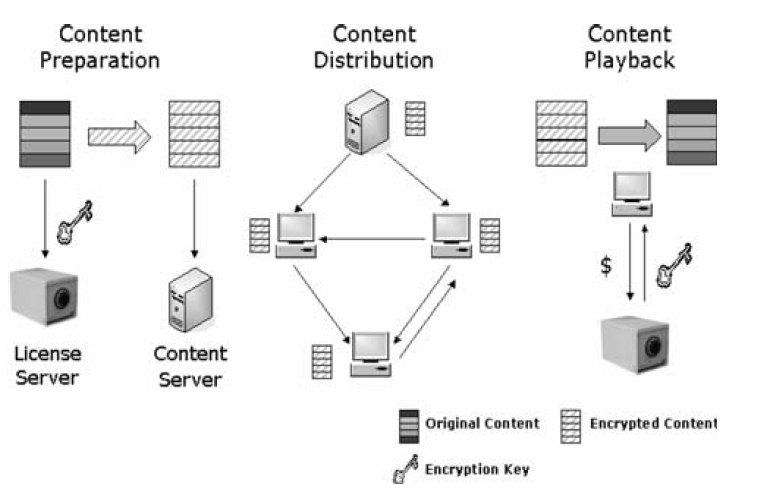 Content
Preparation
Content
Distribution
Content
Playback
$
License
Server
Content
Server
Original Content
Encrypted Content
Encryption Key